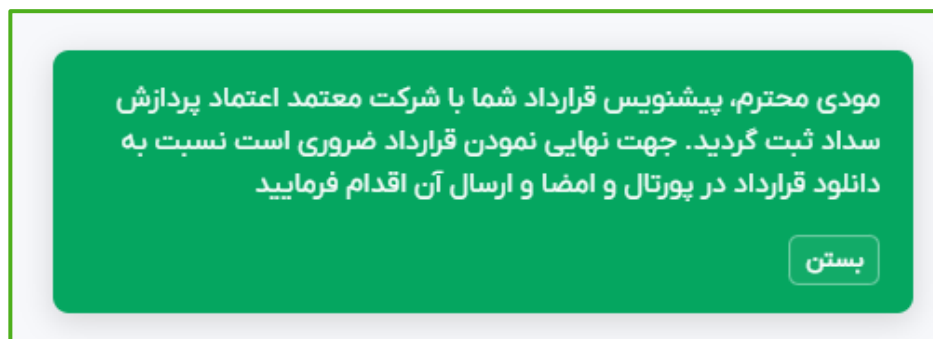 مودی محترم، پیشنویس قرارداد شما با شرکت معتمد اعتماد پردازش
سداد ثبت گردید. جهت نهایی نمودن قرارداد ضروری است نسبت به
دانلود قرارداد در پورتال و امضا و ارسال آن اقدام فرمایید
بستن